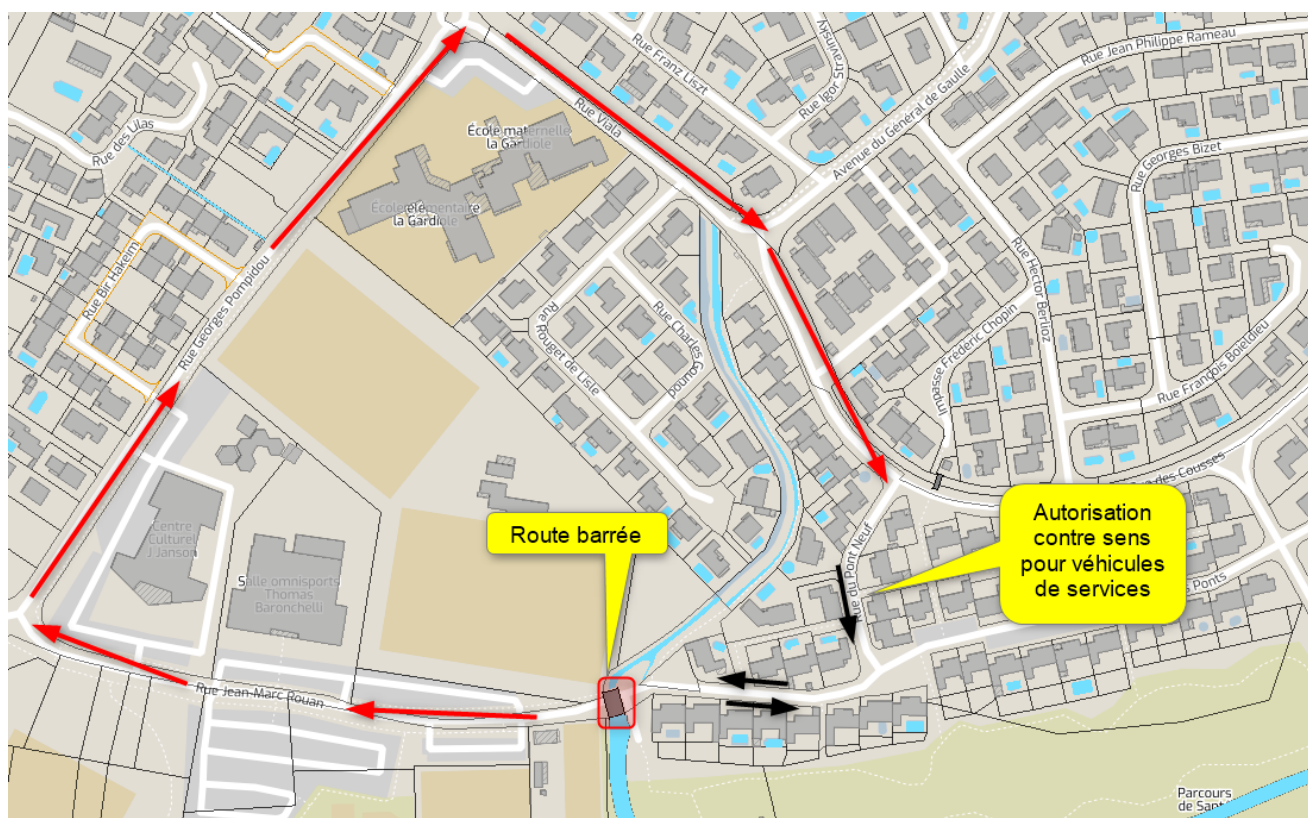 Rue Jean Philippe Rameau
Rue Igor Stravinsky
Rue Franz Liszt
Rue Viala
Avenue du Général de Gaulle
Rue des Lilas
École maternelle
la Gardiole
Rue Georges Bizet
École élémentaire
la Gardiole
Rue Bir Hakeim
Rue Georges Pompidou
Rue Hector Berlioz
Rue
Rouget de Lisle
Rue Charles
Gounod
Impasse Frédéric Chopin
Rue François Boieldieu
des Cousses
Centre
Culturel
J.Janson
Route barrée
Autorisation
contre sens
pour véhicules
de services
Salle omnisports
Thomas
Baronchelli
Rue du Pont Neuf
Ponts
Rue Jean-Marc Rouan
Parcours
de Santé